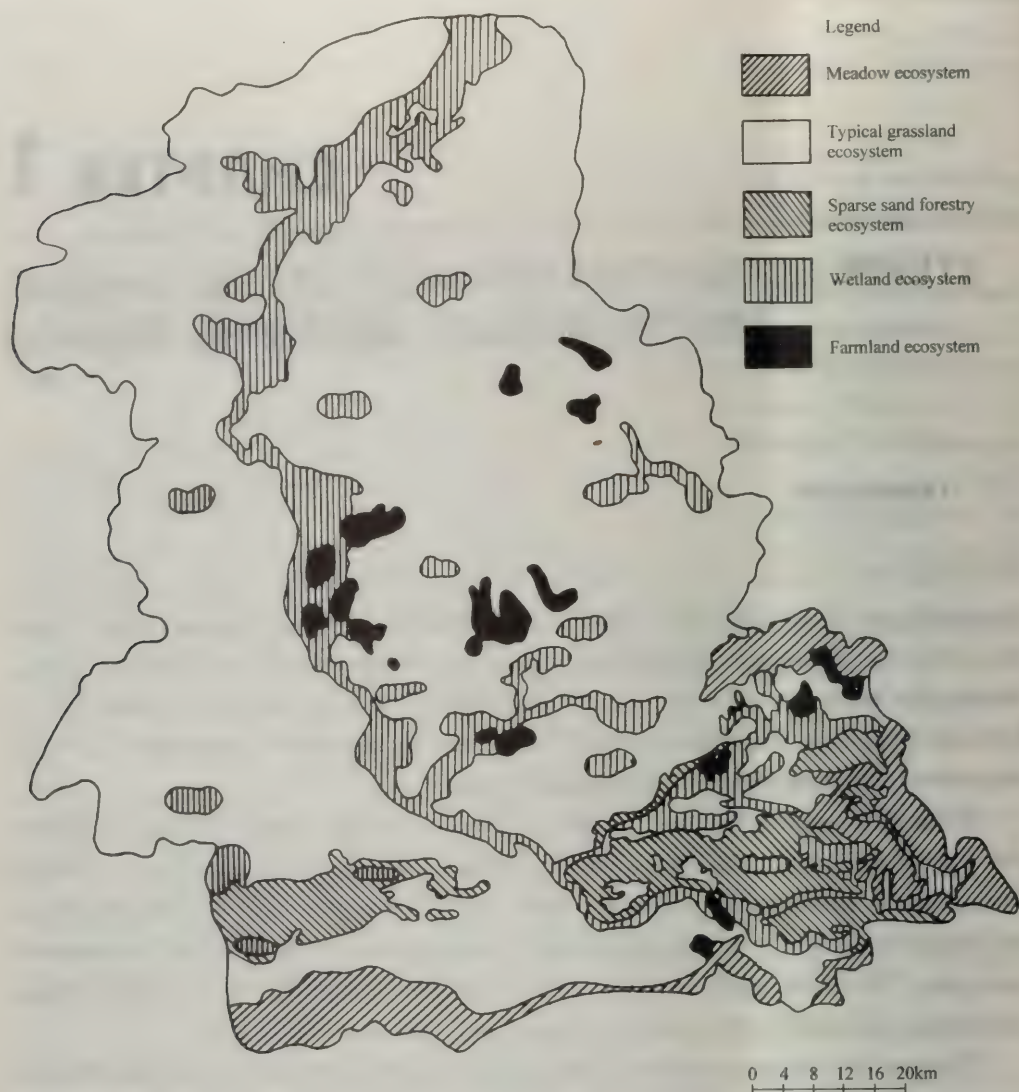 Legend
Meadow ecosystem
Typical grassland
ecosystem
Sparse sand forestry
ecosystem
Wetland ecosystem
Farmland ecosystem
0 4 8 12 16 20km